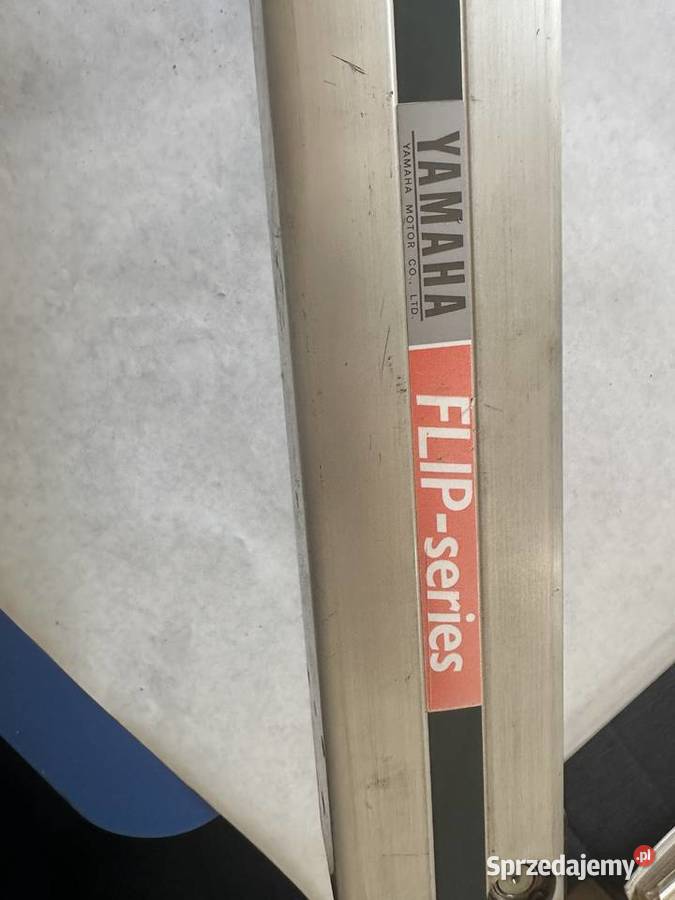 YAMAHA
YAMAHA MOTOR CO., LTD.
FLIP-series
Sprzedajemy.pl